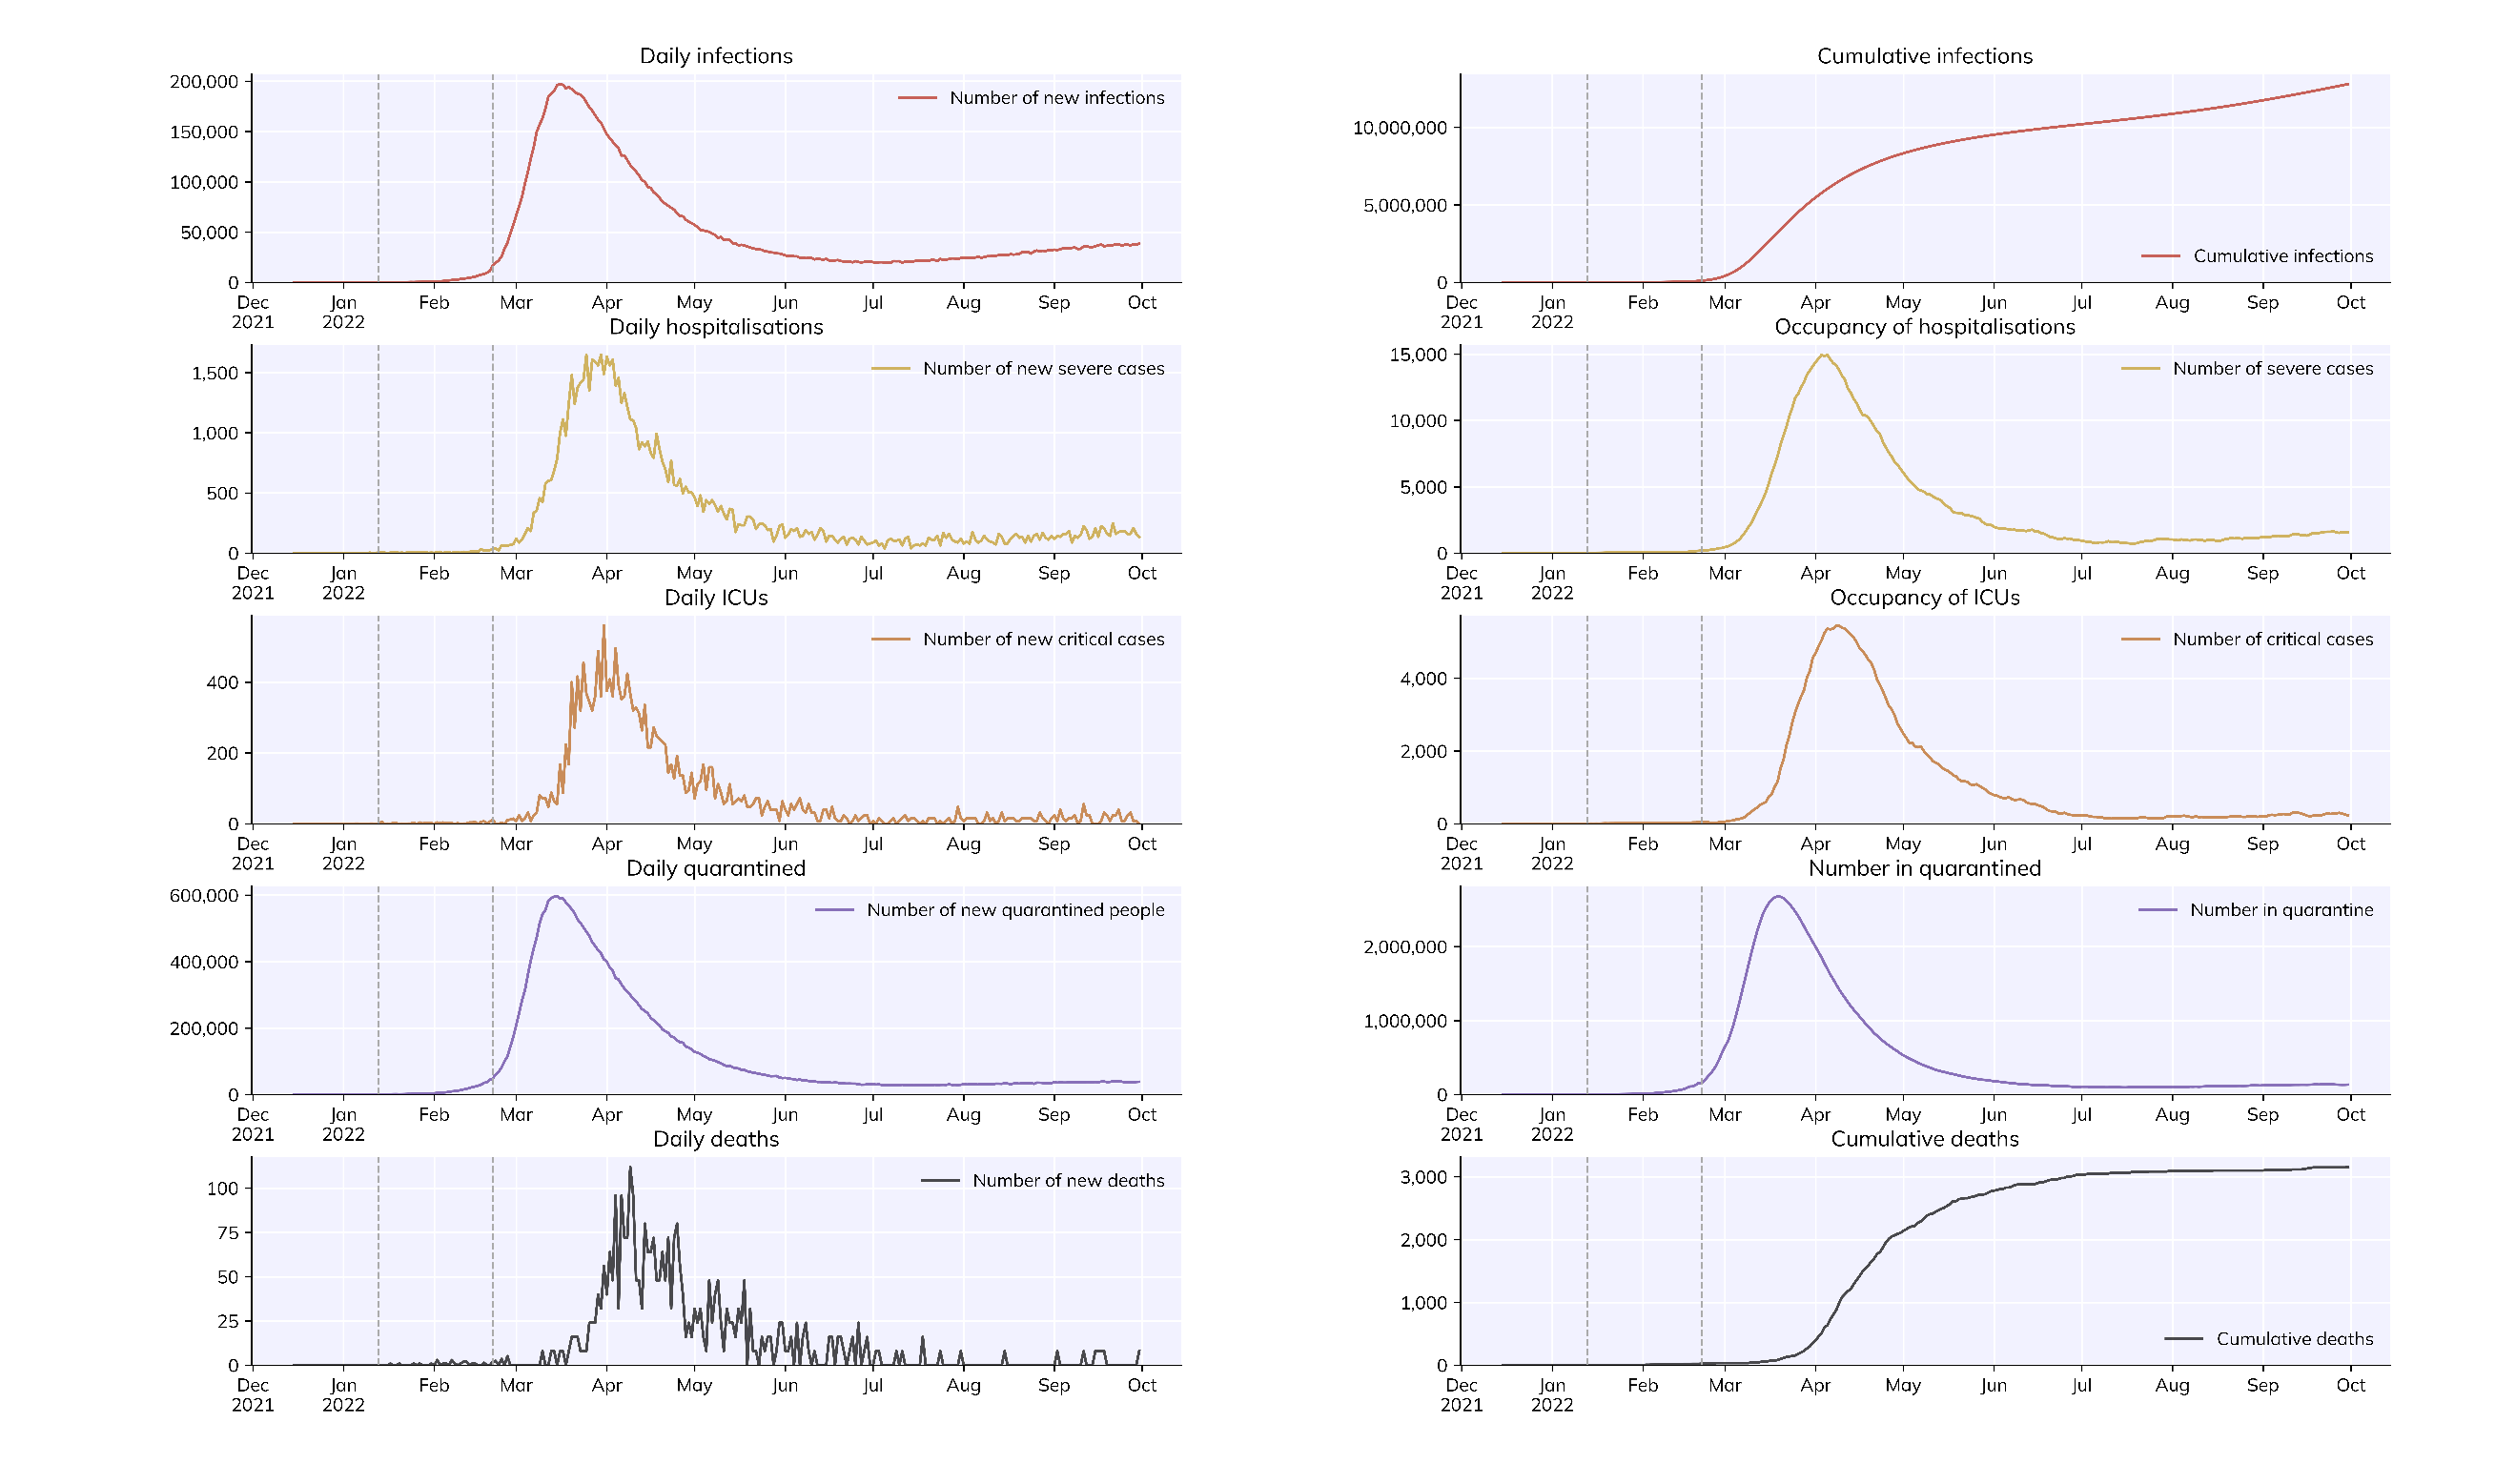 Daily infections
200,000
150,000
100,000
50,000
0
Number of new infections
Dec Jan Feb Mar Apr May Jun Jul Aug Sep Oct
2021 2022
Cumulative infections
10,000,000
5,000,000
0
Cumulative infections
Dec Jan Feb Mar Apr May Jun Jul Aug Sep Oct
2021 2022
Daily hospitalisations
1,500
1,000
500
0
Number of new severe cases
Dec Jan Feb Mar Apr May Jun Jul Aug Sep Oct
2021 2022
Occupancy of hospitalisations
15,000
10,000
5,000
0
Number of severe cases
Dec Jan Feb Mar Apr May Jun Jul Aug Sep Oct
2021 2022
Daily ICUs
400
200
0
Number of new critical cases
Dec Jan Feb Mar Apr May Jun Jul Aug Sep Oct
2021 2022
Occupancy of ICUs
4,000
2,000
0
Number of critical cases
Dec Jan Feb Mar Apr May Jun Jul Aug Sep Oct
2021 2022
Daily quarantined
600,000
400,000
200,000
0
Number of new quarantined people
Dec Jan Feb Mar Apr May Jun Jul Aug Sep Oct
2021 2022
Number in quarantined
2,000,000
1,000,000
0
Number in quarantine
Dec Jan Feb Mar Apr May Jun Jul Aug Sep Oct
2021 2022
Daily deaths
100
75
50
25
0
Number of new deaths
Dec Jan Feb Mar Apr May Jun Jul Aug Sep Oct
2021 2022
Cumulative deaths
3,000
2,000
1,000
0
Cumulative deaths
Dec Jan Feb Mar Apr May Jun Jul Aug Sep Oct
2021 2022